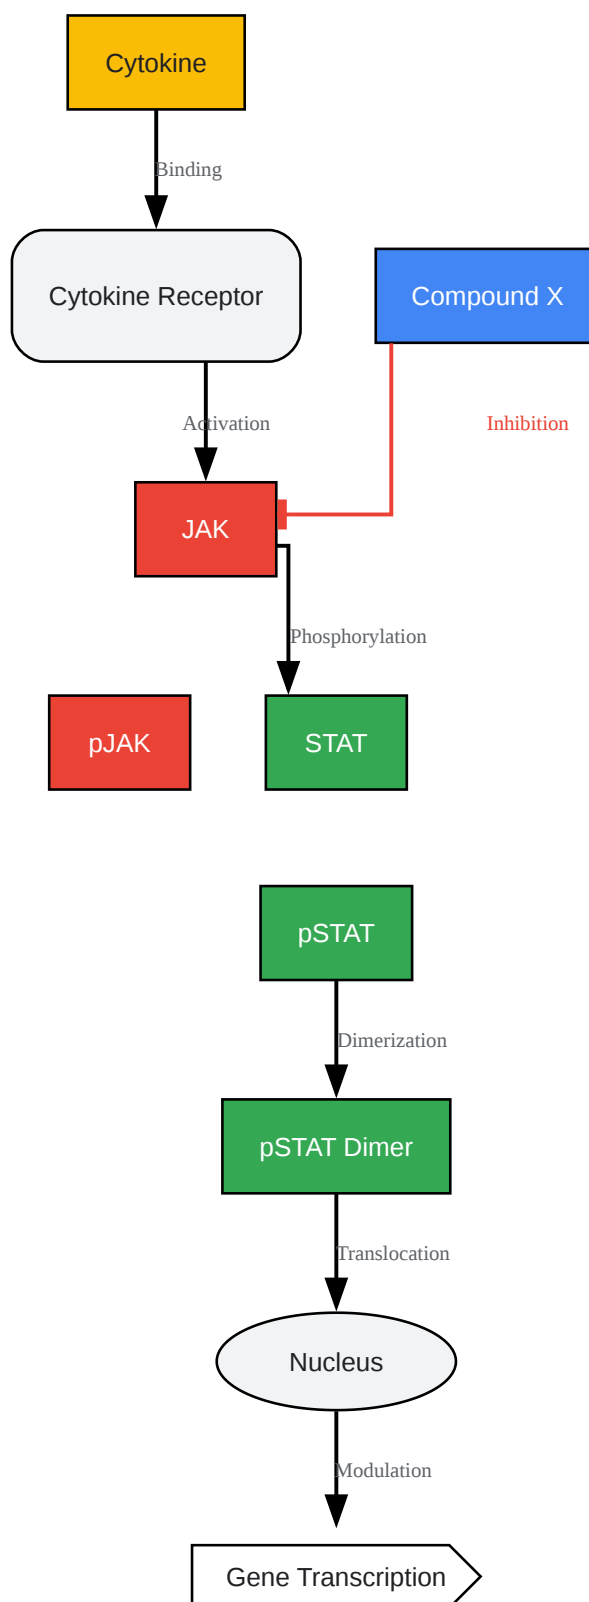 Cytokine
Binding
Cytokine Receptor
Compound X
Activation
Inhibition
JAK
Phosphorylation
pJAK
STAT
pSTAT
Dimerization
pSTAT Dimer
Translocation
Nucleus
Modulation
Gene Transcription